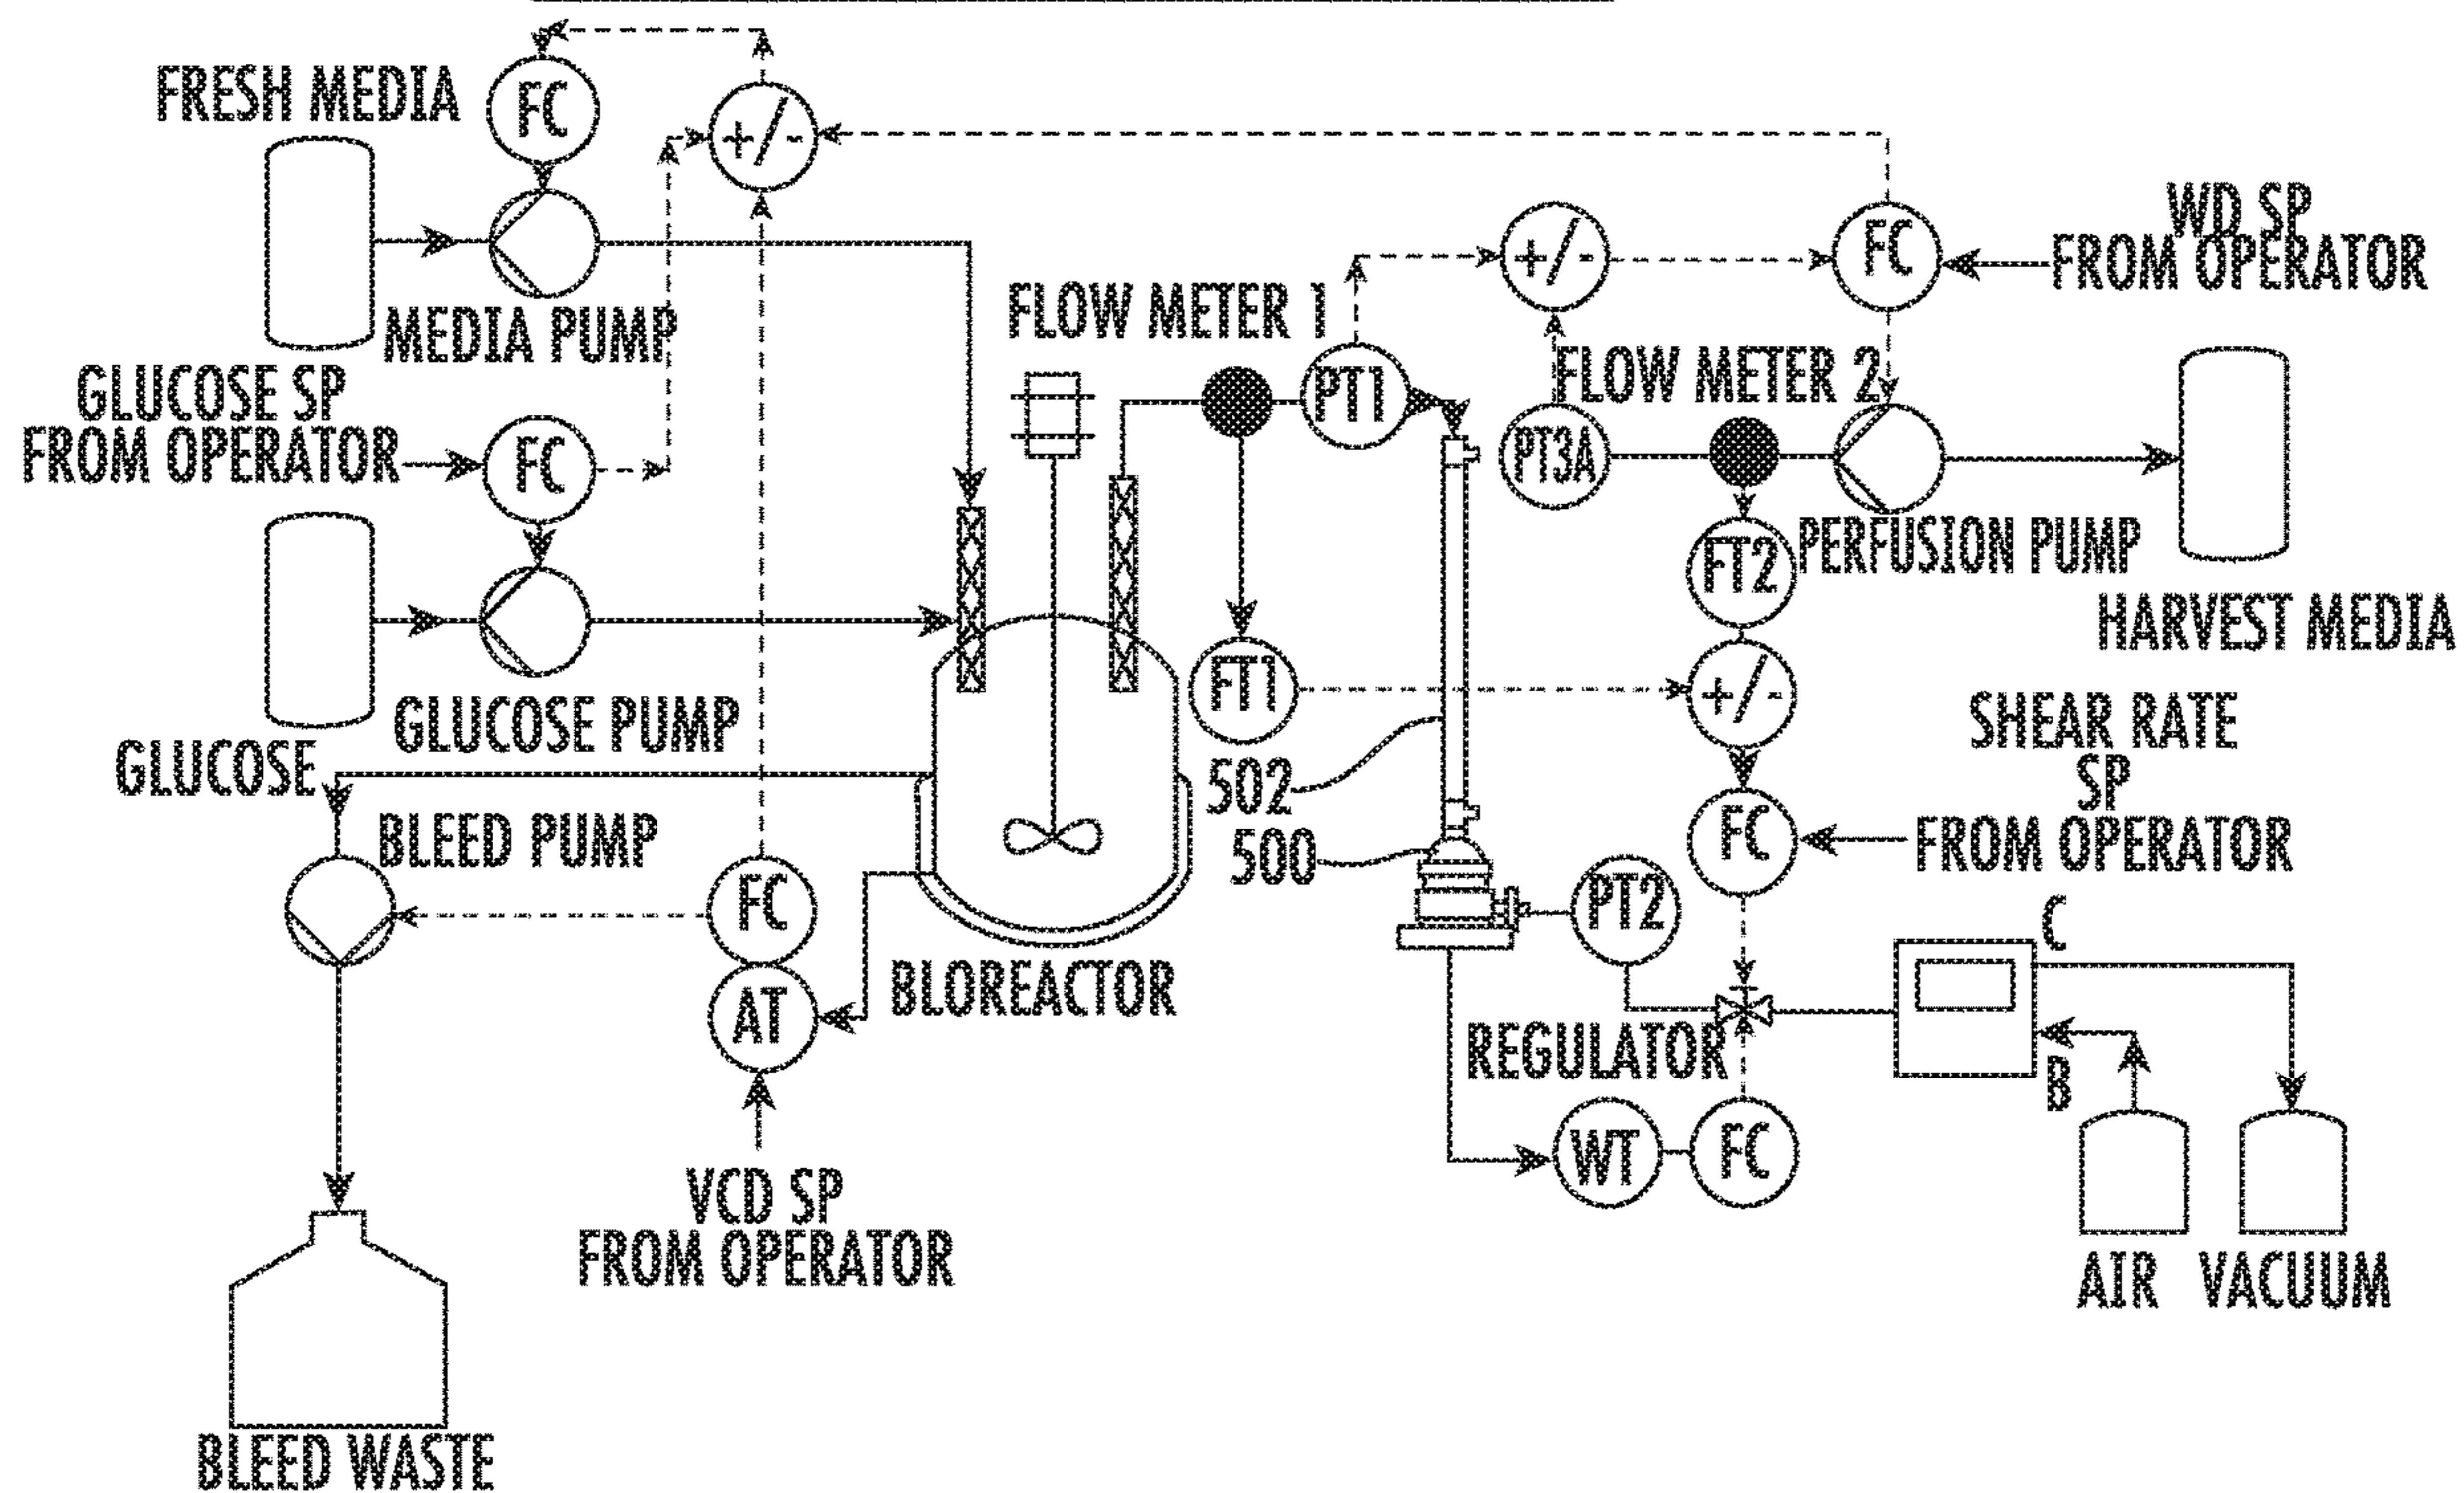 FC
FRESH MEDIA
+/-
WD SP
FROM OPERATOR
FC
+/-
MEDIA PUMP
FLOW METER 1
GLUCOSE SP
FROM OPERATOR
FC
PT1
FLOW METER 2
PT3A
FT2
PERFUSION PUMP
HARVEST MEDIA
FT1
+/-
GLUCOSE PUMP
GLUCOSE
SHEAR RATE
SP
FROM OPERATOR
502
500
BLEED PUMP
FC
FC
PT2
C
AT
BLOREACTOR
REGULATOR
B
WT
FC
VCD SP
FROM OPERATOR
AIR
VACUUM
BLEED WASTE